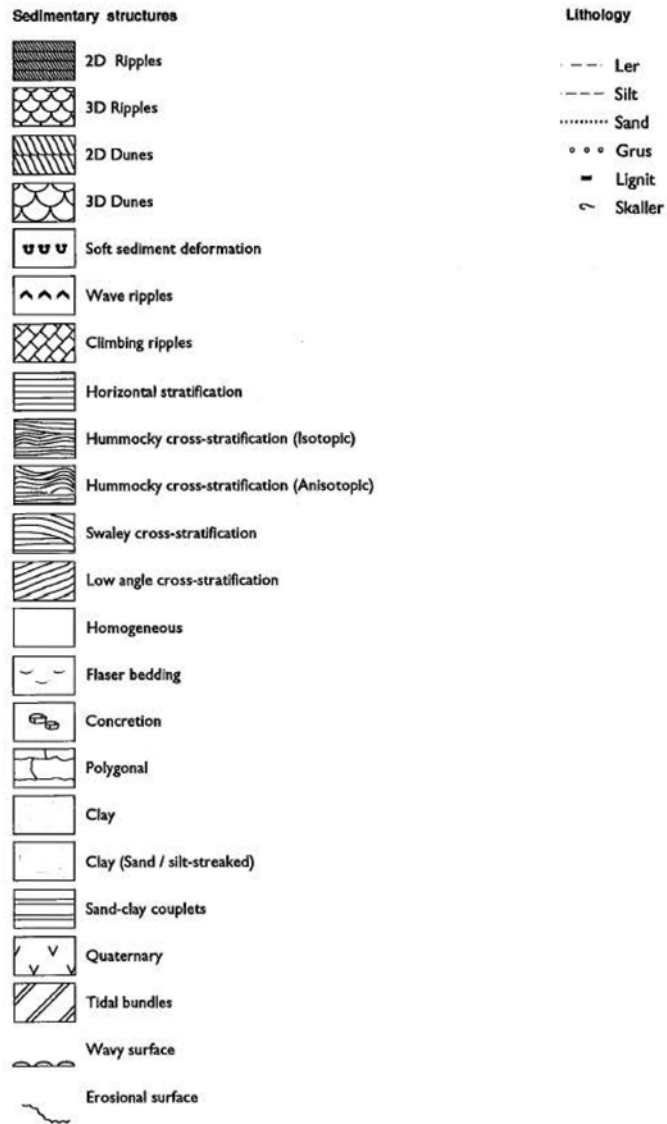 Sedimentary structures
2D Ripples
3D Ripples
2D Dunes
3D Dunes
Soft sediment deformation
Wave ripples
Climbing ripples
Horizontal stratification
Hummocky cross-stratification (Isotopic)
Hummocky cross-stratification (Anisotopic)
Swaley cross-stratification
Low angle cross-stratification
Homogeneous
Flaser bedding
Concretion
Polygonal
Clay
Clay (Sand / silt-streaked)
Sand-clay couplets
Quaternary
Tidal bundles
Wavy surface
Erosional surface
Lithology
Ler
Silt
Sand
Grus
Lignit
Skaller